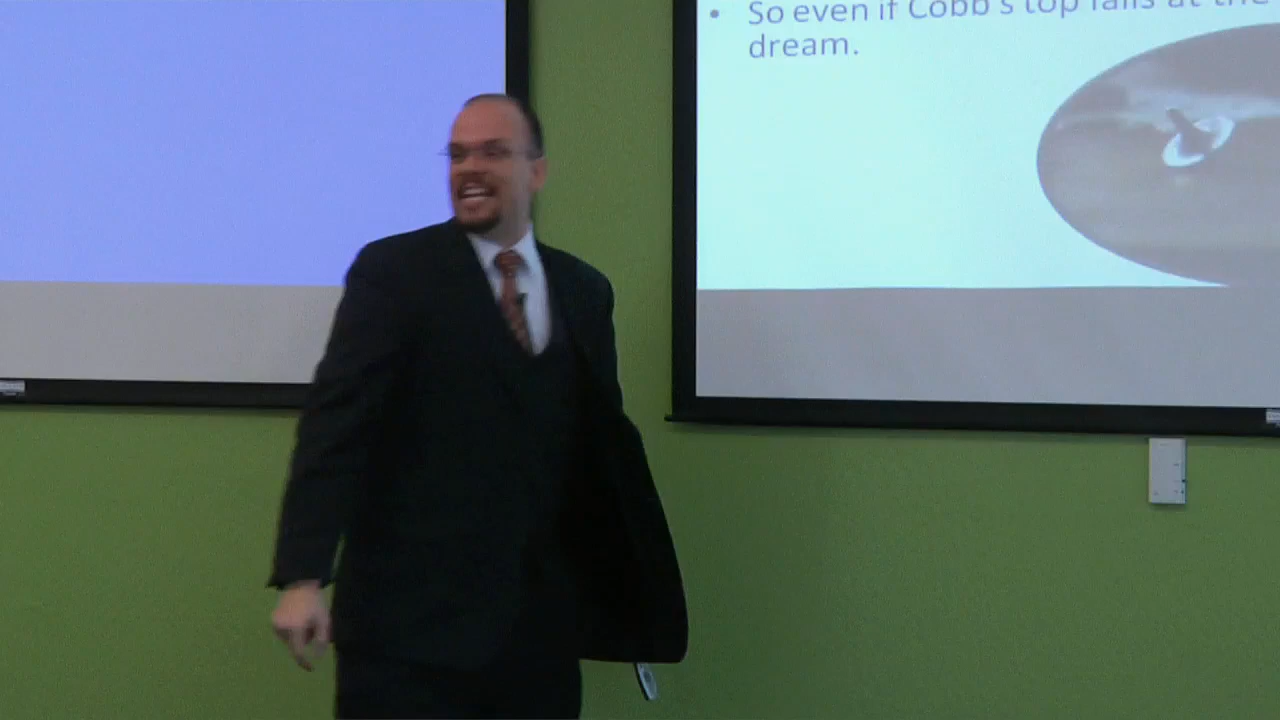 • So even if Cobb's top falls at the
dream.